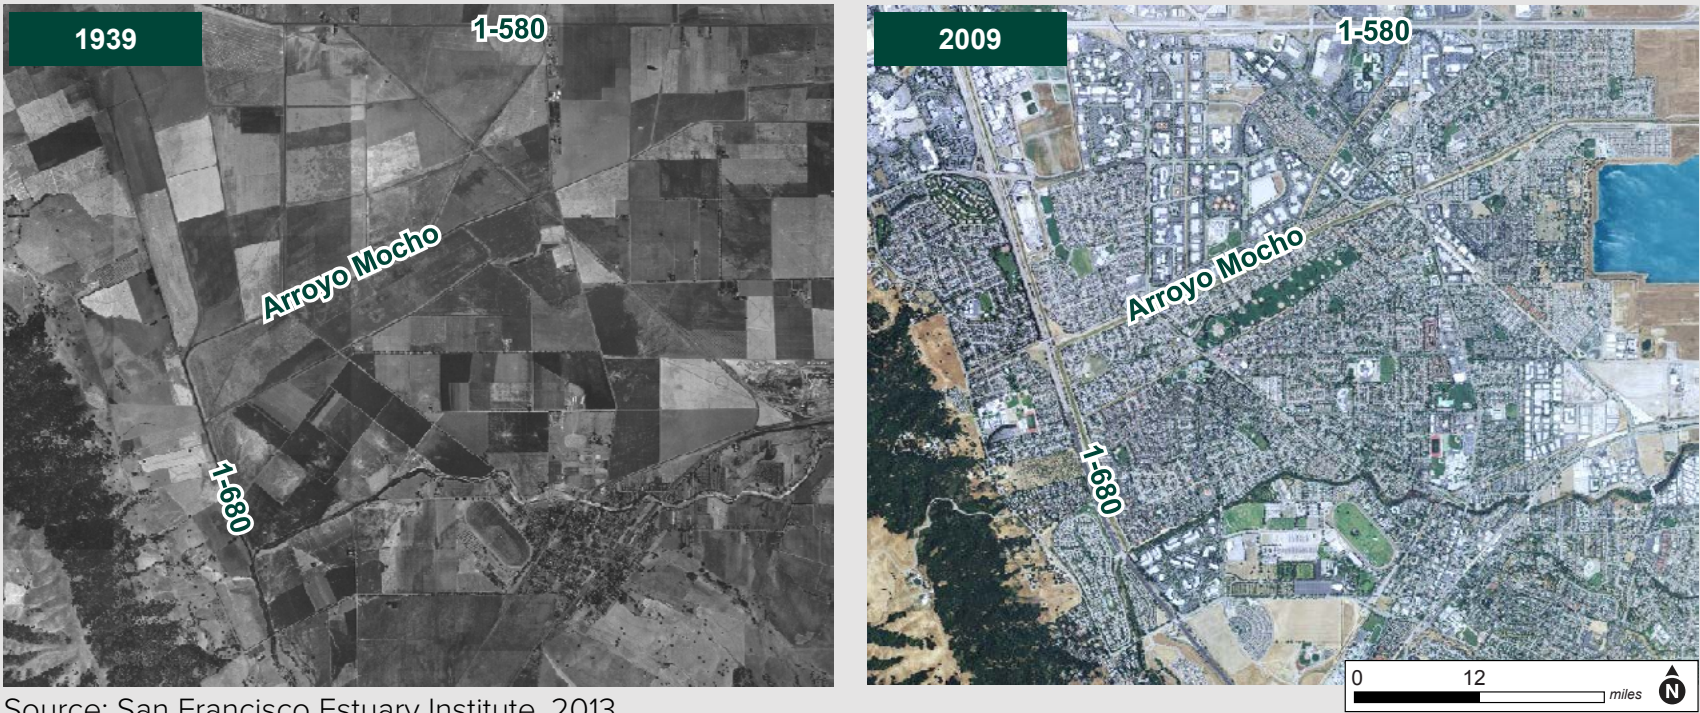 1939
1-580
Arroyo Mocho
1-680
2009
1-580
Arroyo Mocho
1-680
0 12
miles
N
Source: San Francisco Estuary Institute, 2013